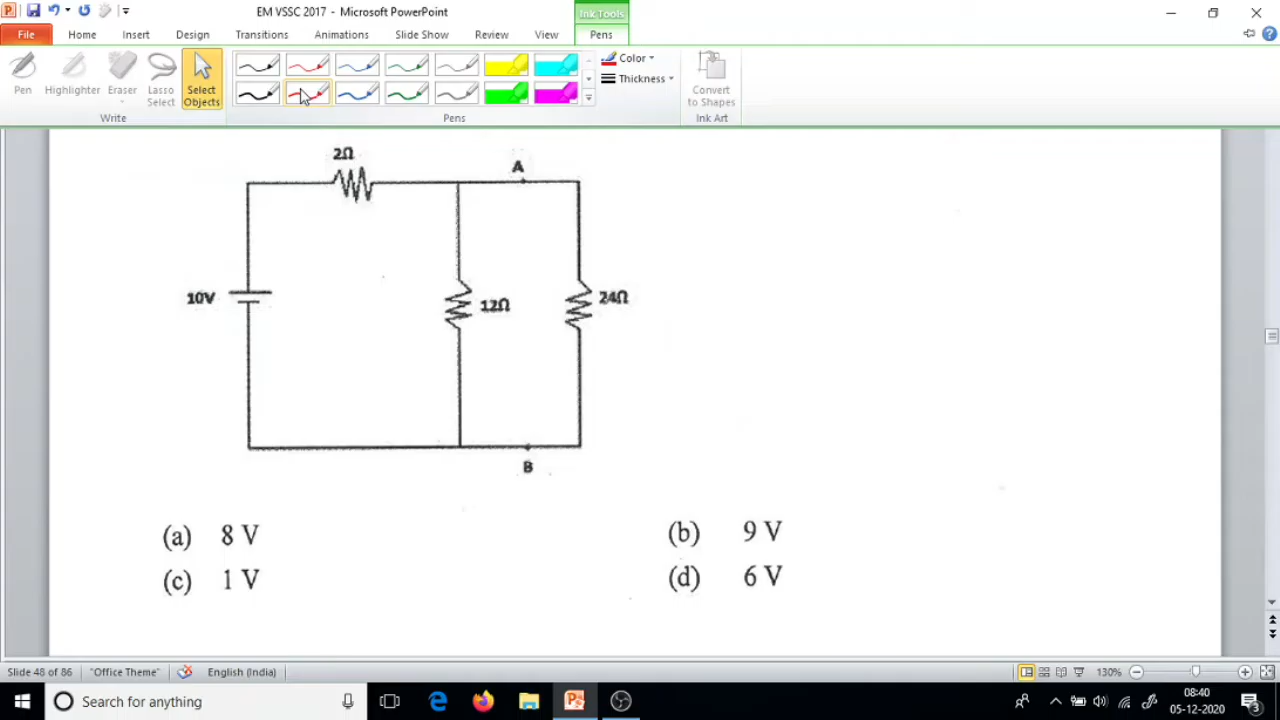 EM VSSC 2017 - Microsoft PowerPoint
Ink Tools
File Home Insert Design Transitions Animations Slide Show Review View Pens
Pen Highlighter Eraser Lasso Select Select Objects
Color
Thickness
Convert to Shapes
Write Pens Ink Art
2Ω
A
10V
12Ω
24Ω
B
(a) 8 V (b) 9 V
(c) 1 V (d) 6 V
Slide 48 of 86 "Office Theme" English (India) 130%
Search for anything
08:40
05-12-2020
3